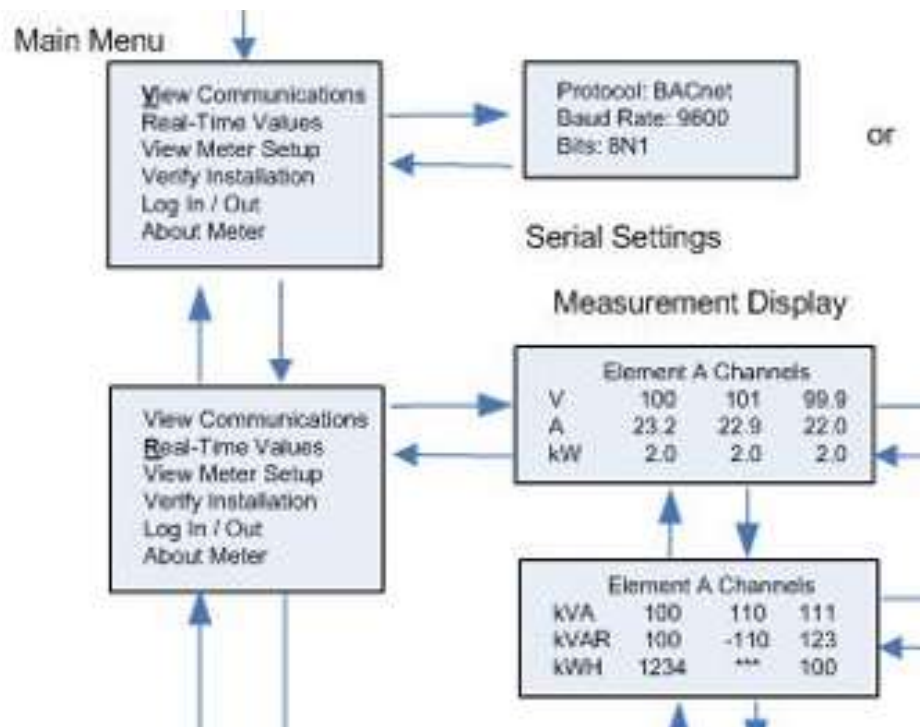 Main Menu
View Communications
Real-Time Values
View Meter Setup
Verify Installation
Log In / Out
About Meter
Protocol: BACnet
Baud Rate: 9600
Bits: 8N1
or
Serial Settings
Measurement Display
View Communications
Real-Time Values
View Meter Setup
Verify Installation
Log In / Out
About Meter
Element A Channels
V 100 101 99.9
A 23.2 22.9 22.0
kW 2.0 2.0 2.0
Element A Channels
kVA 100 110 111
kVAR 100 -110 123
kWH 1234 *** 100